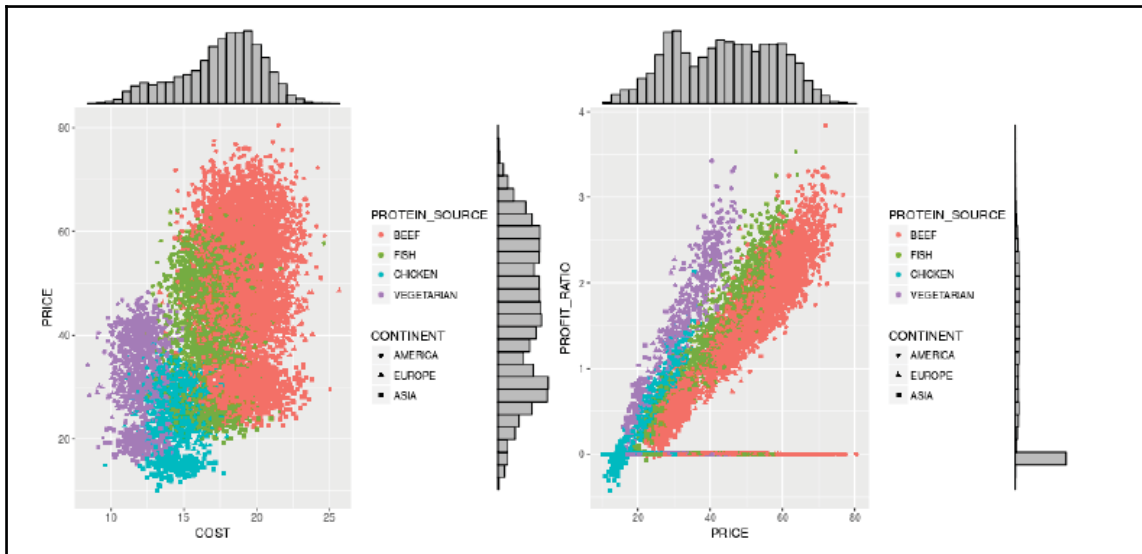 80
60
40
20
PRICE
10
15
20
25
COST
PROTEIN_SOURCE
BEEF
FISH
CHICKEN
VEGETARIAN
CONTINENT
AMERICA
EUROPE
ASIA
4
3
2
1
0
PROFIT_RATIO
20
40
60
80
PRICE
PROTEIN_SOURCE
BEEF
FISH
CHICKEN
VEGETARIAN
CONTINENT
AMERICA
EUROPE
ASIA